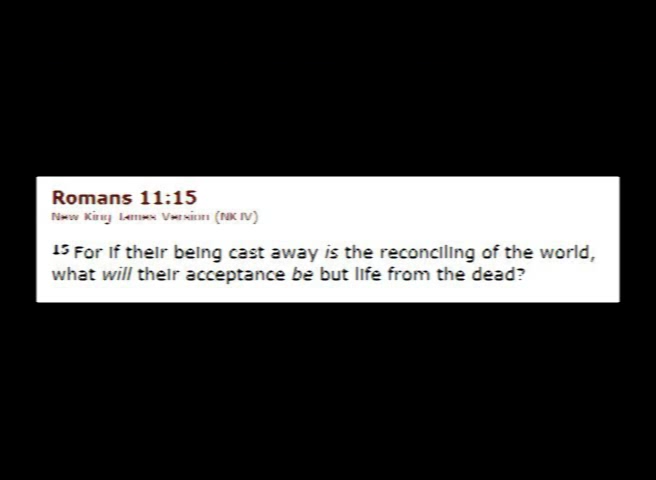 Romans 11:15
New King James Version (NKJV)
15 For if their being cast away is the reconciling of the world,
what will their acceptance be but life from the dead?